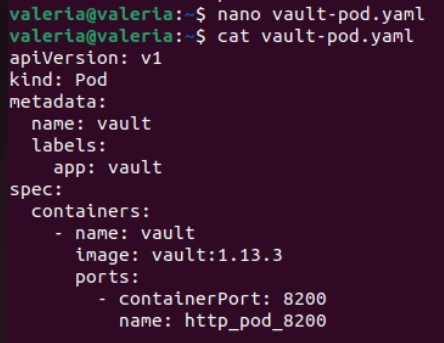 valeria@valeria:~$ nano vault-pod.yaml
valeria@valeria:~$ cat vault-pod.yaml
apiVersion: v1
kind: Pod
metadata:
  name: vault
  labels:
    app: vault
spec:
  containers:
    - name: vault
      image: vault:1.13.3
      ports:
        - containerPort: 8200
          name: http_pod_8200